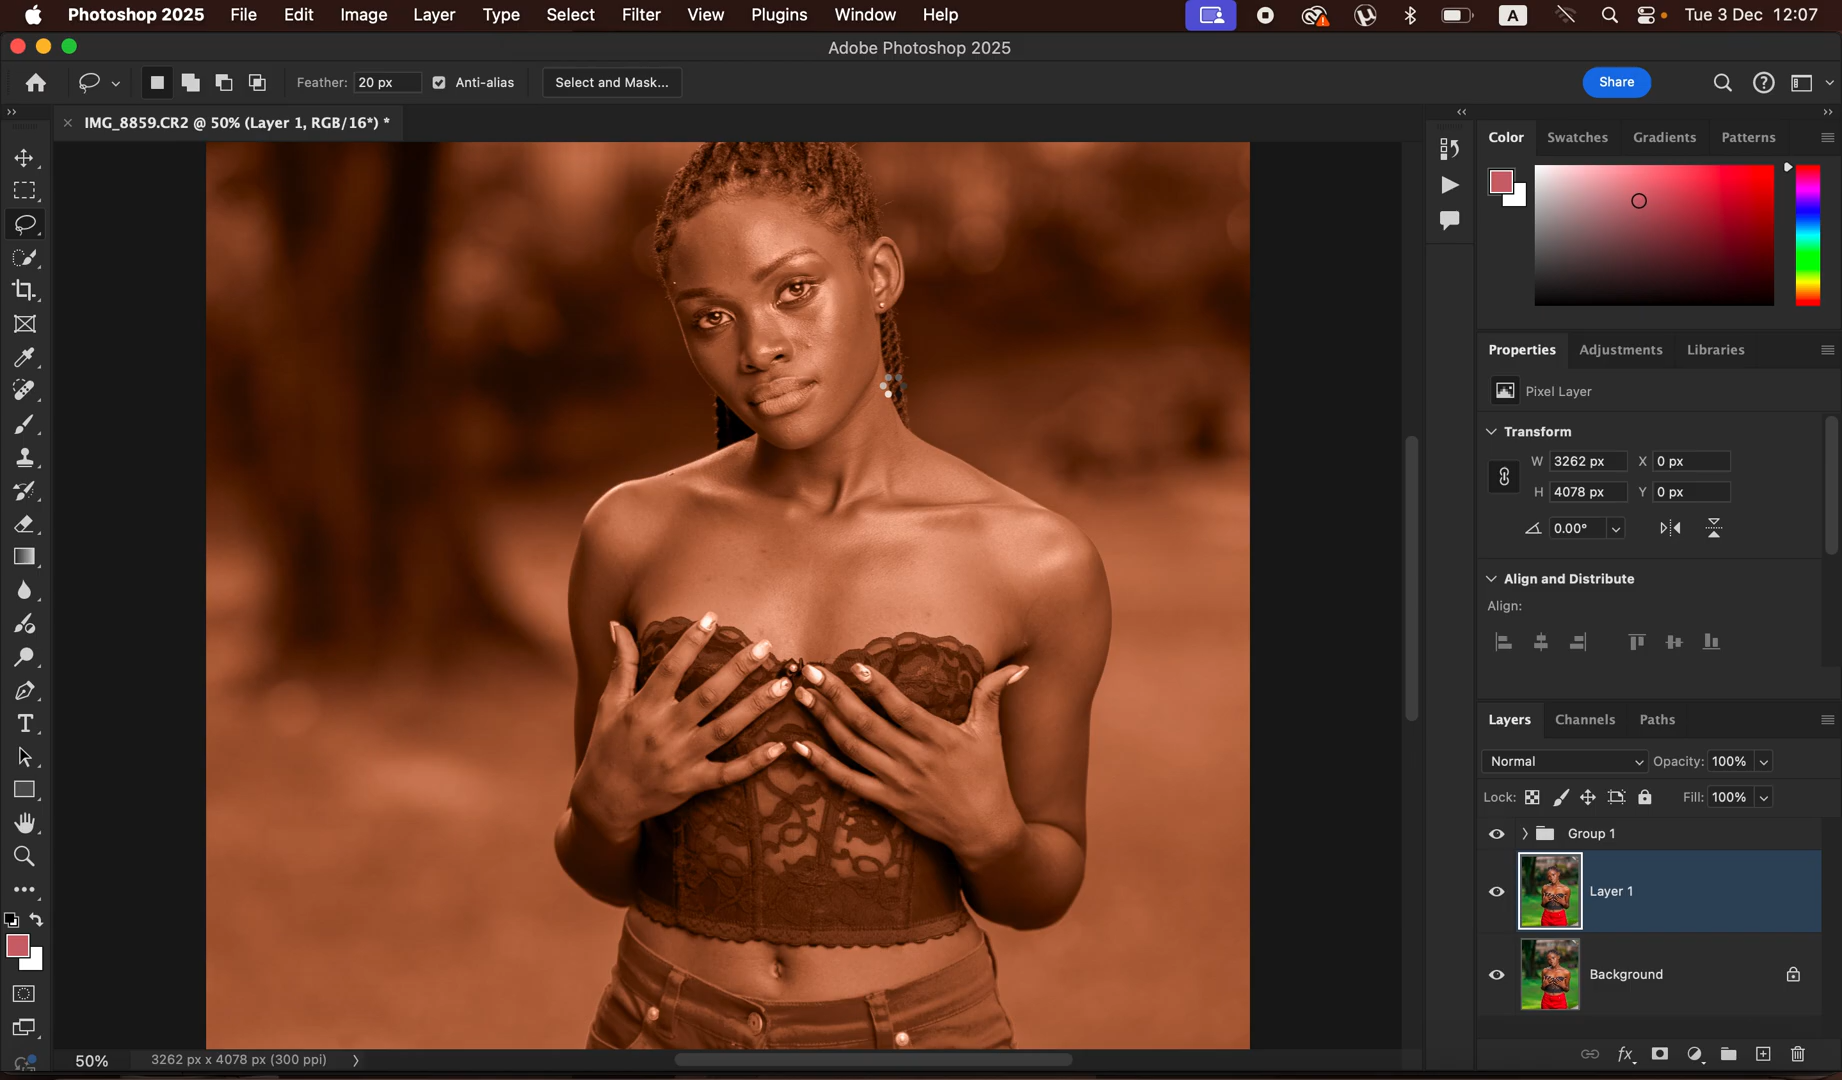 Photoshop 2025 File Edit Image Layer Type Select Filter View Plugins Window Help A Tue 3 Dec 12:07
Adobe Photoshop 2025
Feather: 20 px Anti-alias Select and Mask... Share
IMG_8859.CR2 @ 50% (Layer 1, RGB/16*) *
Color Swatches Gradients Patterns
Properties Adjustments Libraries
Pixel Layer
Transform
W 3262 px X 0 px
H 4078 px Y 0 px
0.00°
Align and Distribute
Align:
Layers Channels Paths
Normal Opacity: 100%
Lock: Fill: 100%
Group 1
Layer 1
Background
50% 3262 px x 4078 px (300 ppi)